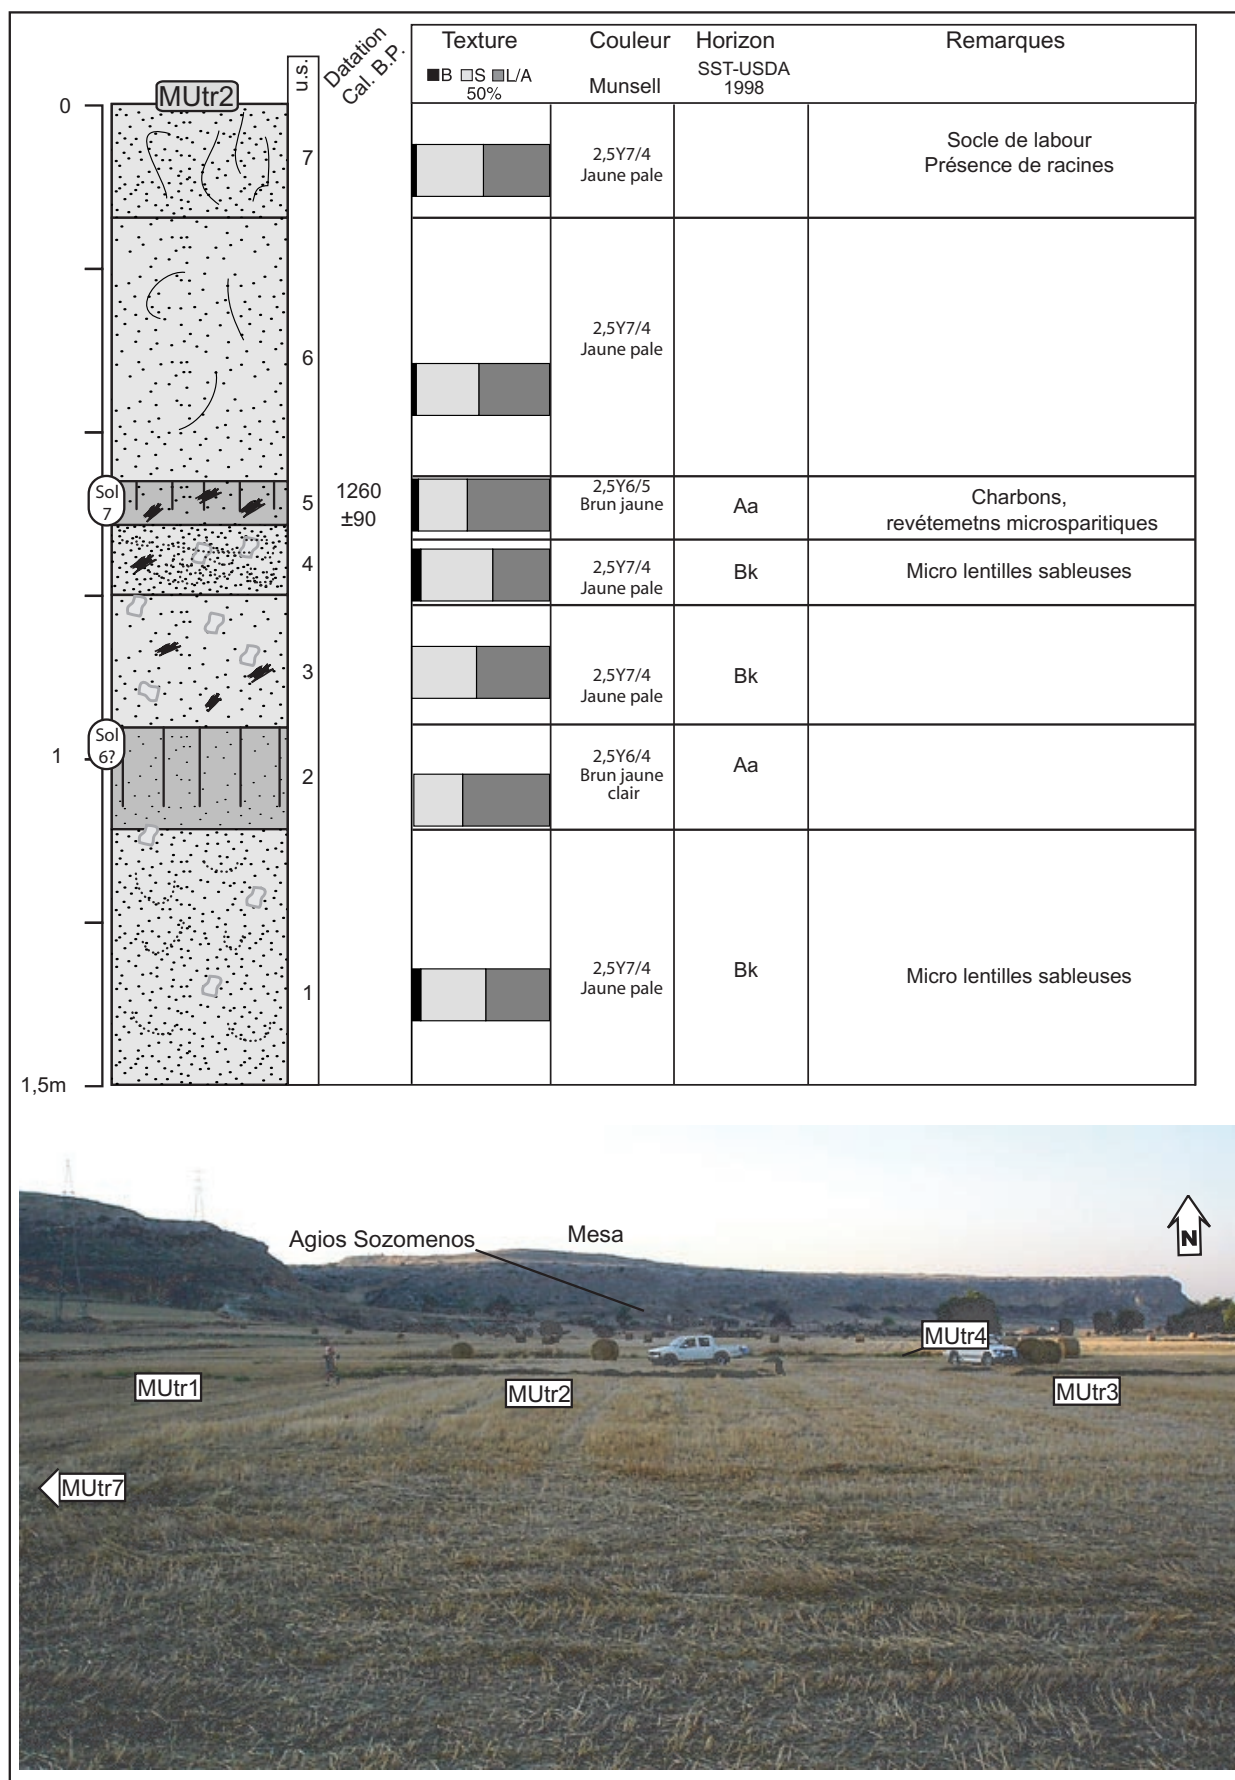 MUtr2
u.s.
Datation
Cal. B.P.
Texture
B S L/A
50%
Couleur
Munsell
Horizon
SST-USDA
1998
Remarques
0
7
2,5Y7/4
Jaune pale
Socle de labour
Présence de racines
6
2,5Y7/4
Jaune pale
Sol
7
5
1260
±90
2,5Y6/5
Brun jaune
Aa
Charbons,
revétemetns microsparitiques
4
2,5Y7/4
Jaune pale
Bk
Micro lentilles sableuses
3
2,5Y7/4
Jaune pale
Bk
Sol
6?
1
2
2,5Y6/4
Brun jaune
clair
Aa
1
2,5Y7/4
Jaune pale
Bk
Micro lentilles sableuses
1,5m
Agios Sozomenos
Mesa
N
MUtr4
MUtr1
MUtr2
MUtr3
MUtr7